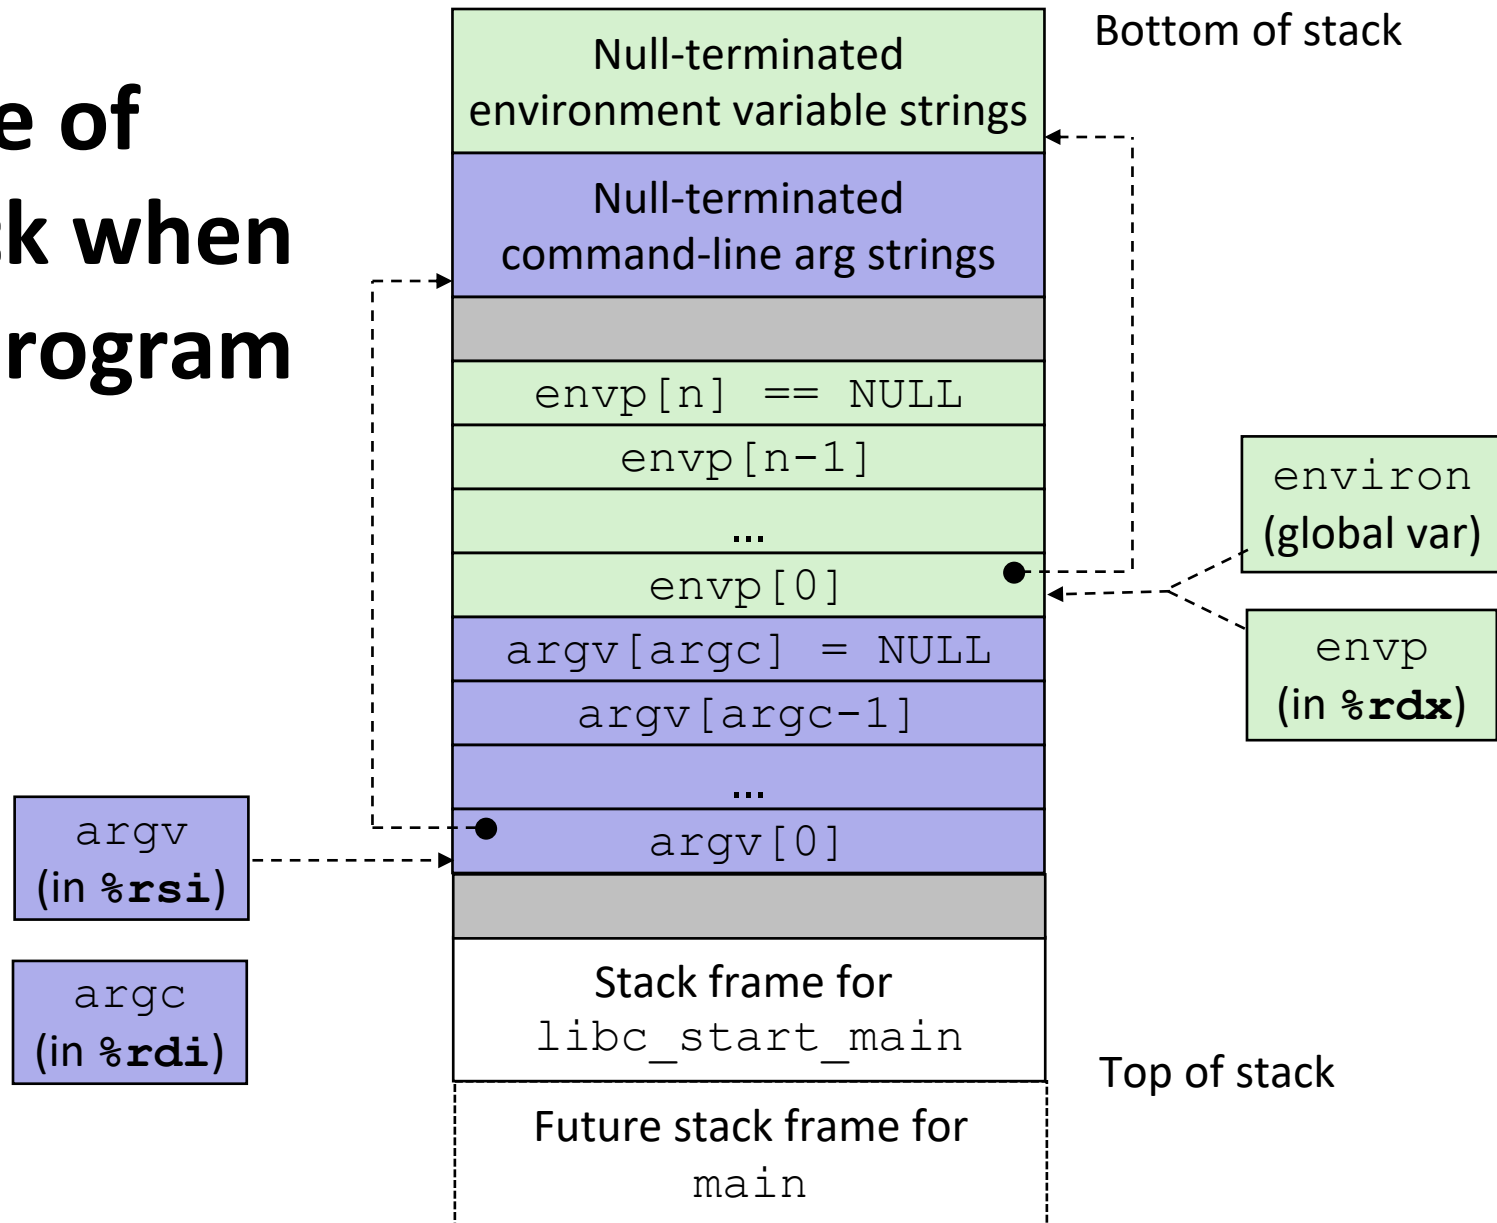 e of
ck when
rogram
Bottom of stack
Null-terminated
environment variable strings
Null-terminated
command-line arg strings
envp[n] == NULL
envp[n-1]
...
envp[0]
argv[argc] = NULL
argv[argc-1]
...
argv[0]
environ
(global var)
envp
(in %rdx)
argv
(in %rsi)
argc
(in %rdi)
Stack frame for
libc_start_main
Top of stack
Future stack frame for
main